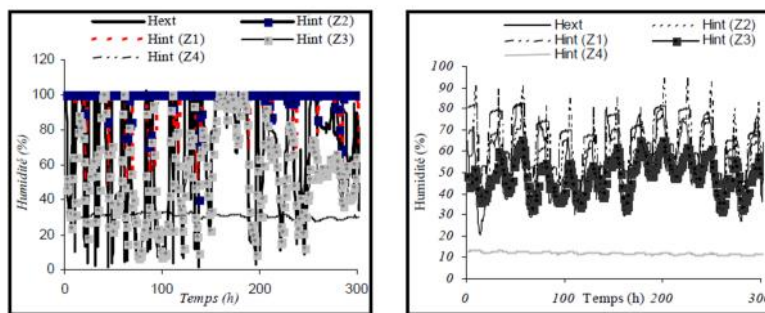 Hext
Hint (Z2)
Hint (Z1)
Hint (Z3)
Hint (Z4)
120
100
80
60
40
20
0
Humidité (%)
0
100
200
300
Temps (h)
Hext
Hint (Z2)
Hint (Z1)
Hint (Z3)
Hint (Z4)
100
90
80
70
60
50
40
30
20
10
0
Humidité (%)
0
100
200
300
Temps (h)